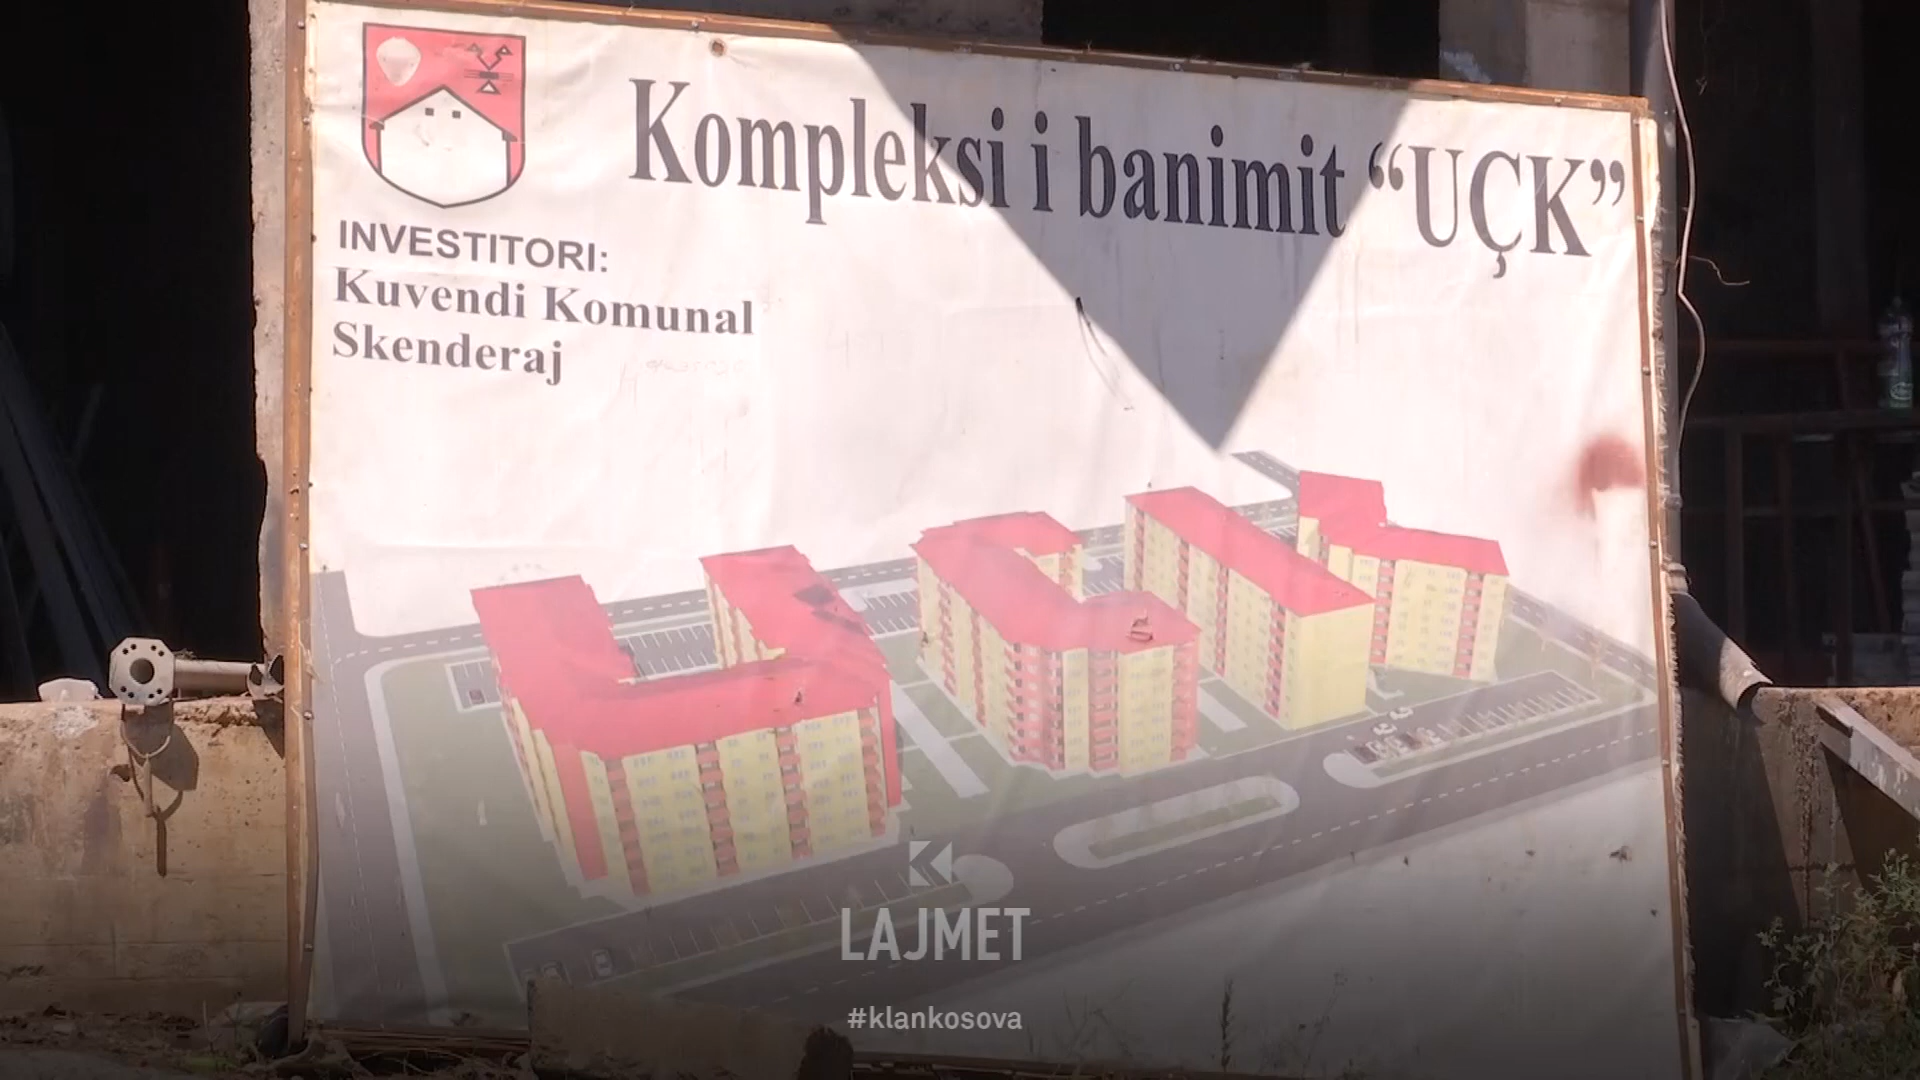 Kompleksi i banimit “UÇK”
INVESTITORI:
Kuvendi Komunal
Skenderaj
LAJMET
#klankosova